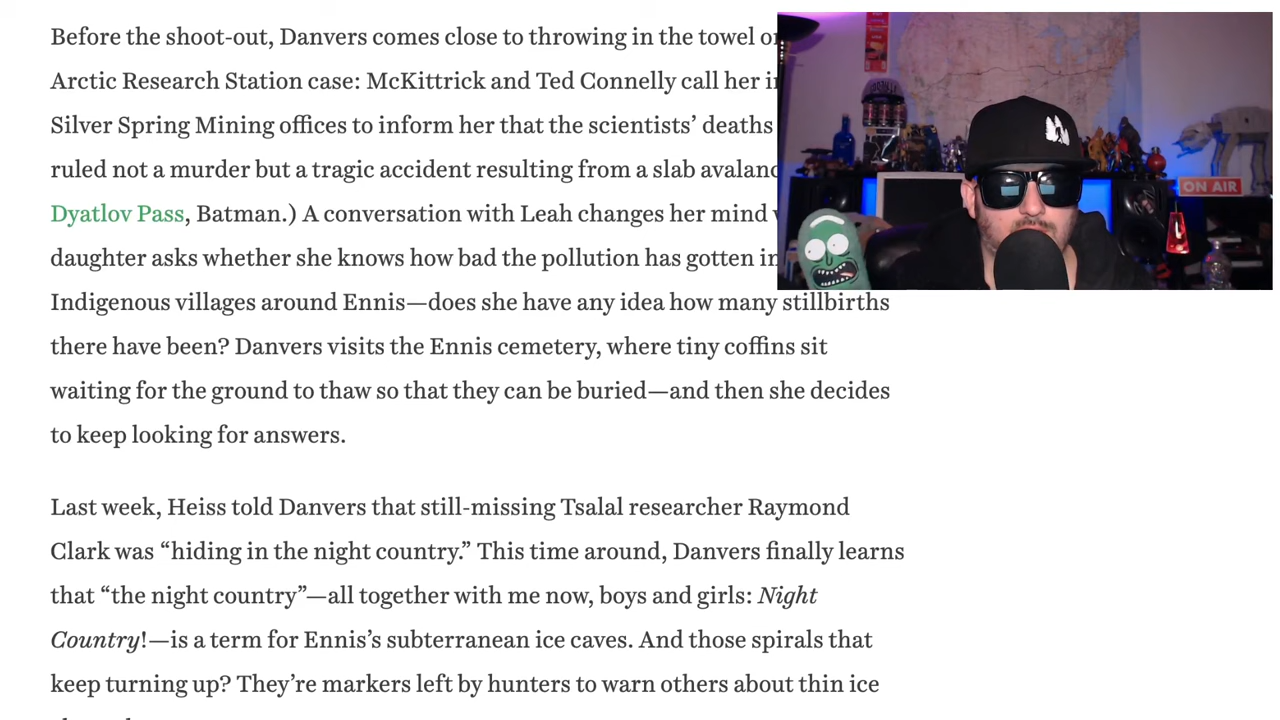 Before the shoot-out, Danvers comes close to throwing in the towel
Arctic Research Station case: McKittrick and Ted Connelly call her
Silver Spring Mining offices to inform her that the scientists’ deaths
ruled not a murder but a tragic accident resulting from a slab
Dyatlov Pass, Batman.) A conversation with Leah changes her mind
daughter asks whether she knows how bad the pollution has gotten
Indigenous villages around Ennis—does she have any idea how many stillbirths
there have been? Danvers visits the Ennis cemetery, where tiny coffins sit
waiting for the ground to thaw so that they can be buried—and then she decides
to keep looking for answers.
Last week, Heiss told Danvers that still-missing Tsalal researcher Raymond
Clark was “hiding in the night country.” This time around, Danvers finally learns
that “the night country”—all together with me now, boys and girls: Night
Country!—is a term for Ennis’s subterranean ice caves. And those spirals that
keep turning up? They’re markers left by hunters to warn others about thin ice
ON AIR